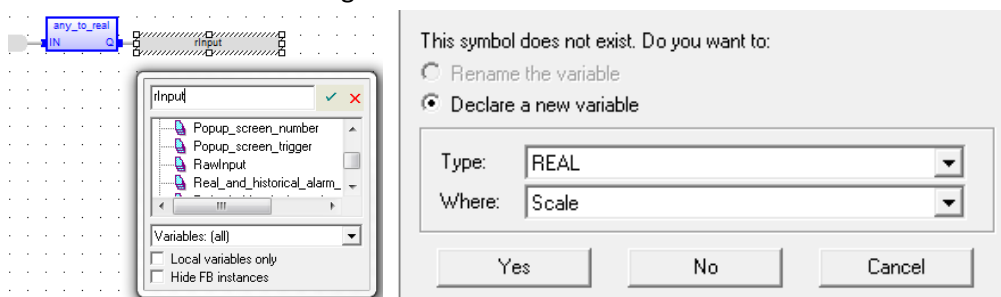 any_to_real
IN Q
rInput
rInput
Popup_screen_number
Popup_screen_trigger
RawInput
Real_and_historical_alarm_
Variables: (all)
Local variables only
Hide FB instances
This symbol does not exist. Do you want to:
Rename the variable
Declare a new variable
Type: REAL
Where: Scale
Yes No Cancel